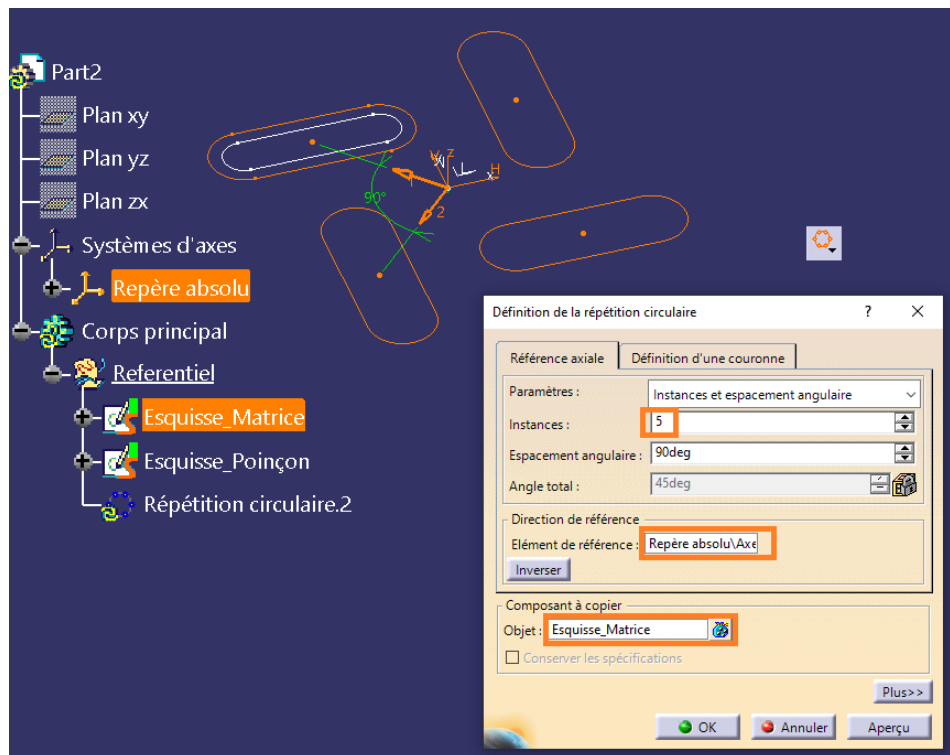 Part2
Plan xy
Plan yz
Plan zx
Systèmes d'axes
Repère absolu
Corps principal
Referentiel
Esquisse_Matrice
Esquisse_Poinçon
Répétition circulaire.2
z
x
H
1
90°
2
Définition de la répétition circulaire ? X
Référence axiale Définition d'une couronne
Paramètres : Instances et espacement angulaire
Instances : 5
Espacement angulaire : 90deg
Angle total : 45deg
Direction de référence
Elément de référence : Repère absolu\Axe
Inverser
Composant à copier
Objet : Esquisse_Matrice
Conserver les spécifications
Plus>>
OK Annuler Aperçu